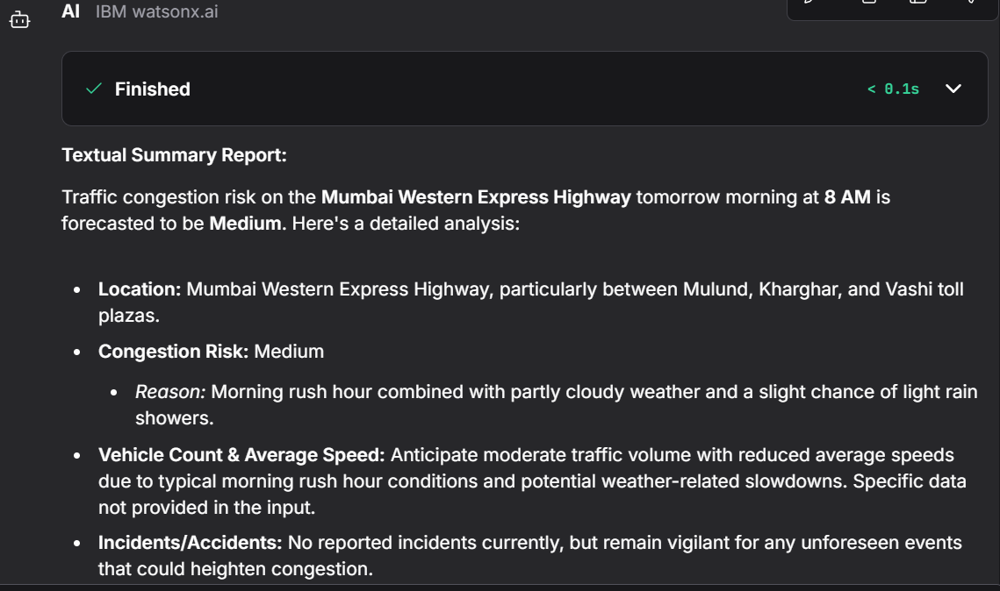 AI IBM watsonx.ai
Finished < 0.1s
Textual Summary Report:
Traffic congestion risk on the Mumbai Western Express Highway tomorrow morning at 8 AM is
forecasted to be Medium. Here's a detailed analysis:
Location: Mumbai Western Express Highway, particularly between Mulund, Kharghar, and Vashi toll
plazas.
Congestion Risk: Medium
Reason: Morning rush hour combined with partly cloudy weather and a slight chance of light rain
showers.
Vehicle Count & Average Speed: Anticipate moderate traffic volume with reduced average speeds
due to typical morning rush hour conditions and potential weather-related slowdowns. Specific data
not provided in the input.
Incidents/Accidents: No reported incidents currently, but remain vigilant for any unforeseen events
that could heighten congestion.